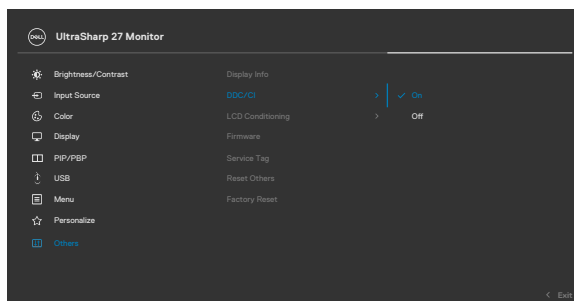 DELL UltraSharp 27 Monitor
Brightness/Contrast Display Info
Input Source DDC/CI On
Color LCD Conditioning Off
Display Firmware
PIP/PBP Service Tag
USB Reset Others
Menu Factory Reset
Personalize
Others
Exit